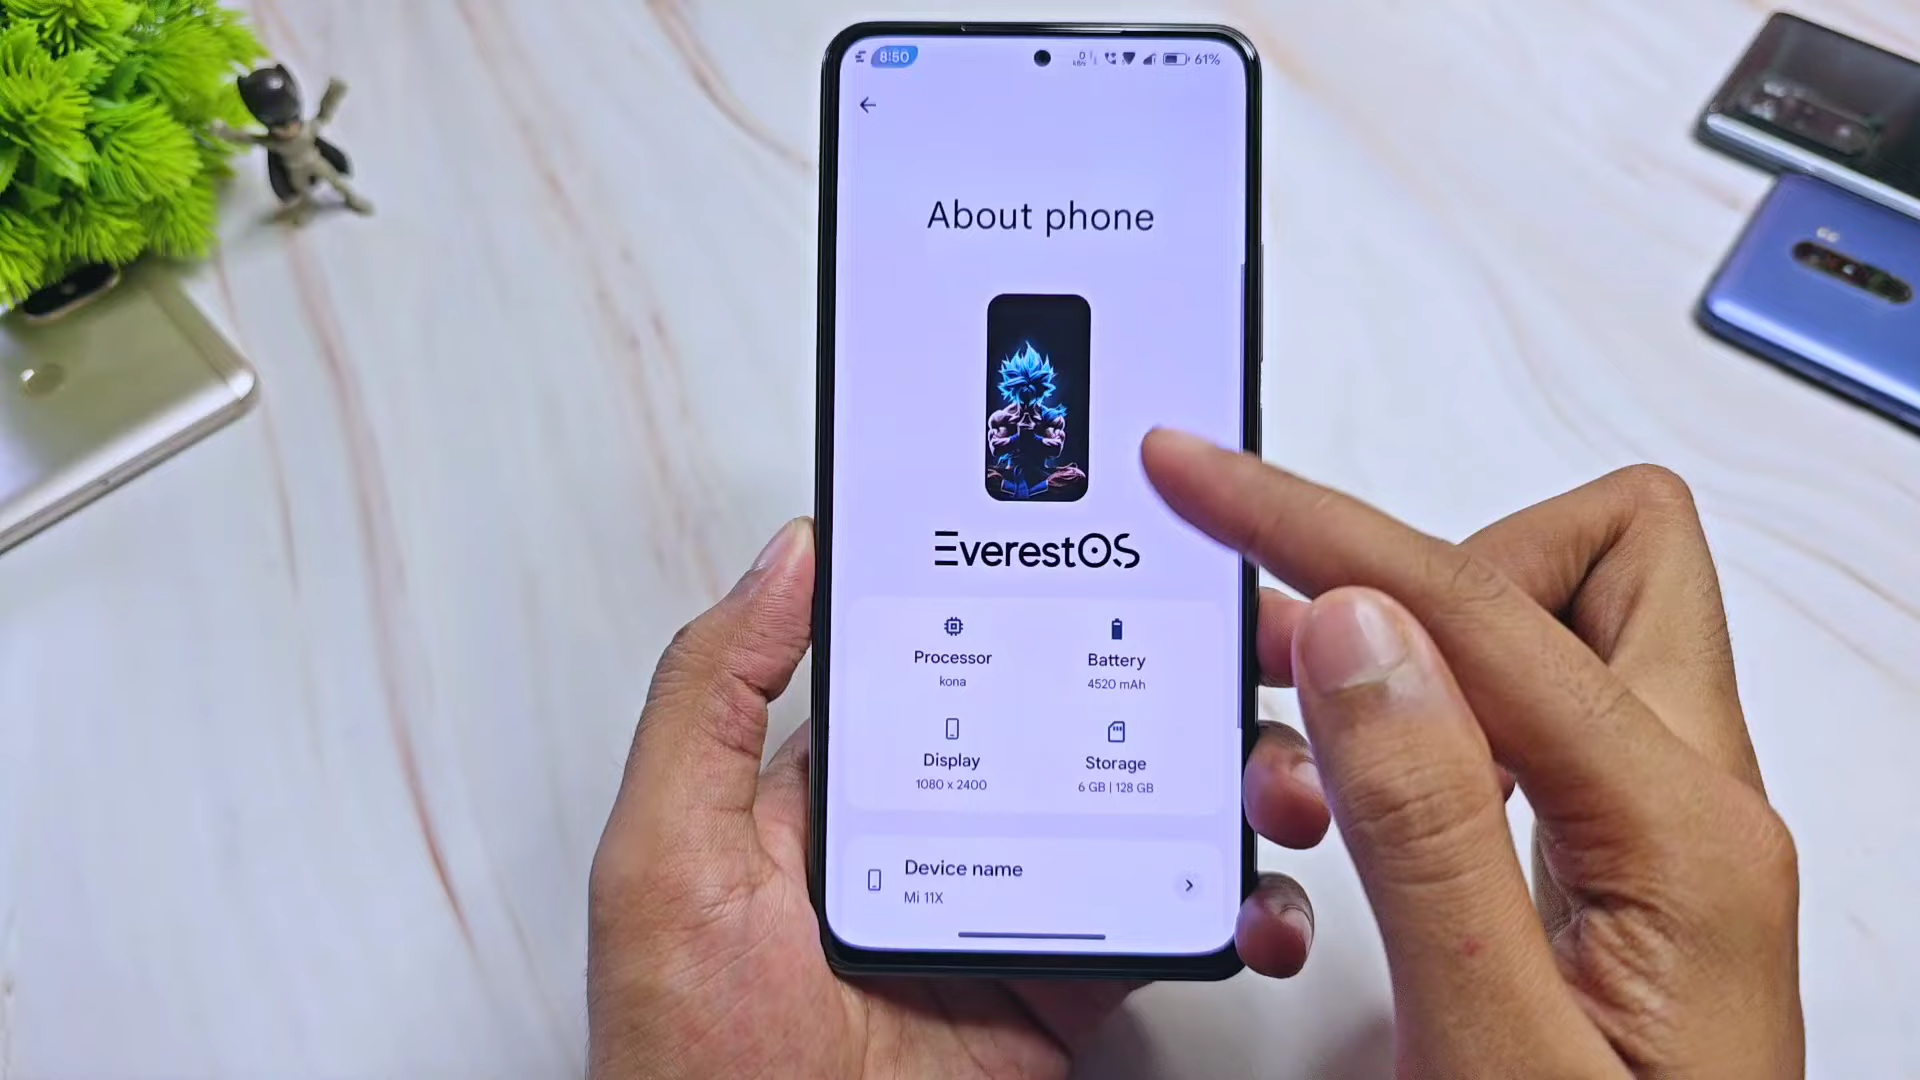 8:50
61%
About phone
EverestOS
Processor
kona
Battery
4520 mAh
Display
1080 x 2400
Storage
6 GB | 128 GB
Device name
Mi 11X